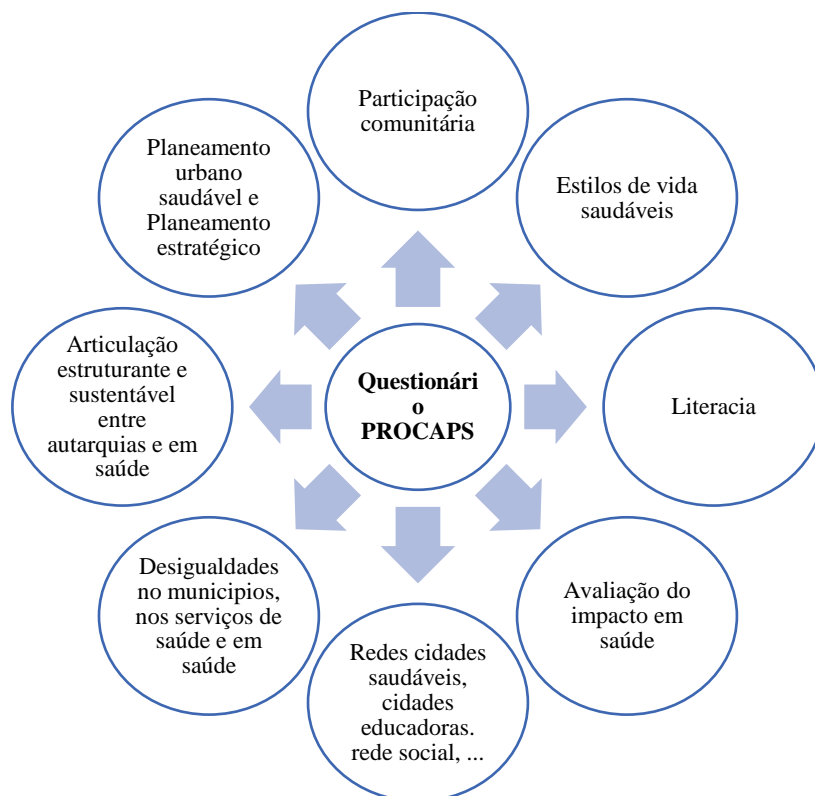 Participação
comunitária
Estilos de vida
saudáveis
Literacia
Avaliação do
impacto em
saúde
Redes cidades
saudáveis,
cidades
educadoras.
rede social, ...
Desigualdades
no municipios,
nos serviços de
saúde e em
saúde
Articulação
estruturante e
sustentável
entre
autarquias e em
saúde
Planeamento
urbano
saudável e
Planeamento
estratégico
Questionári
o
PROCAPS